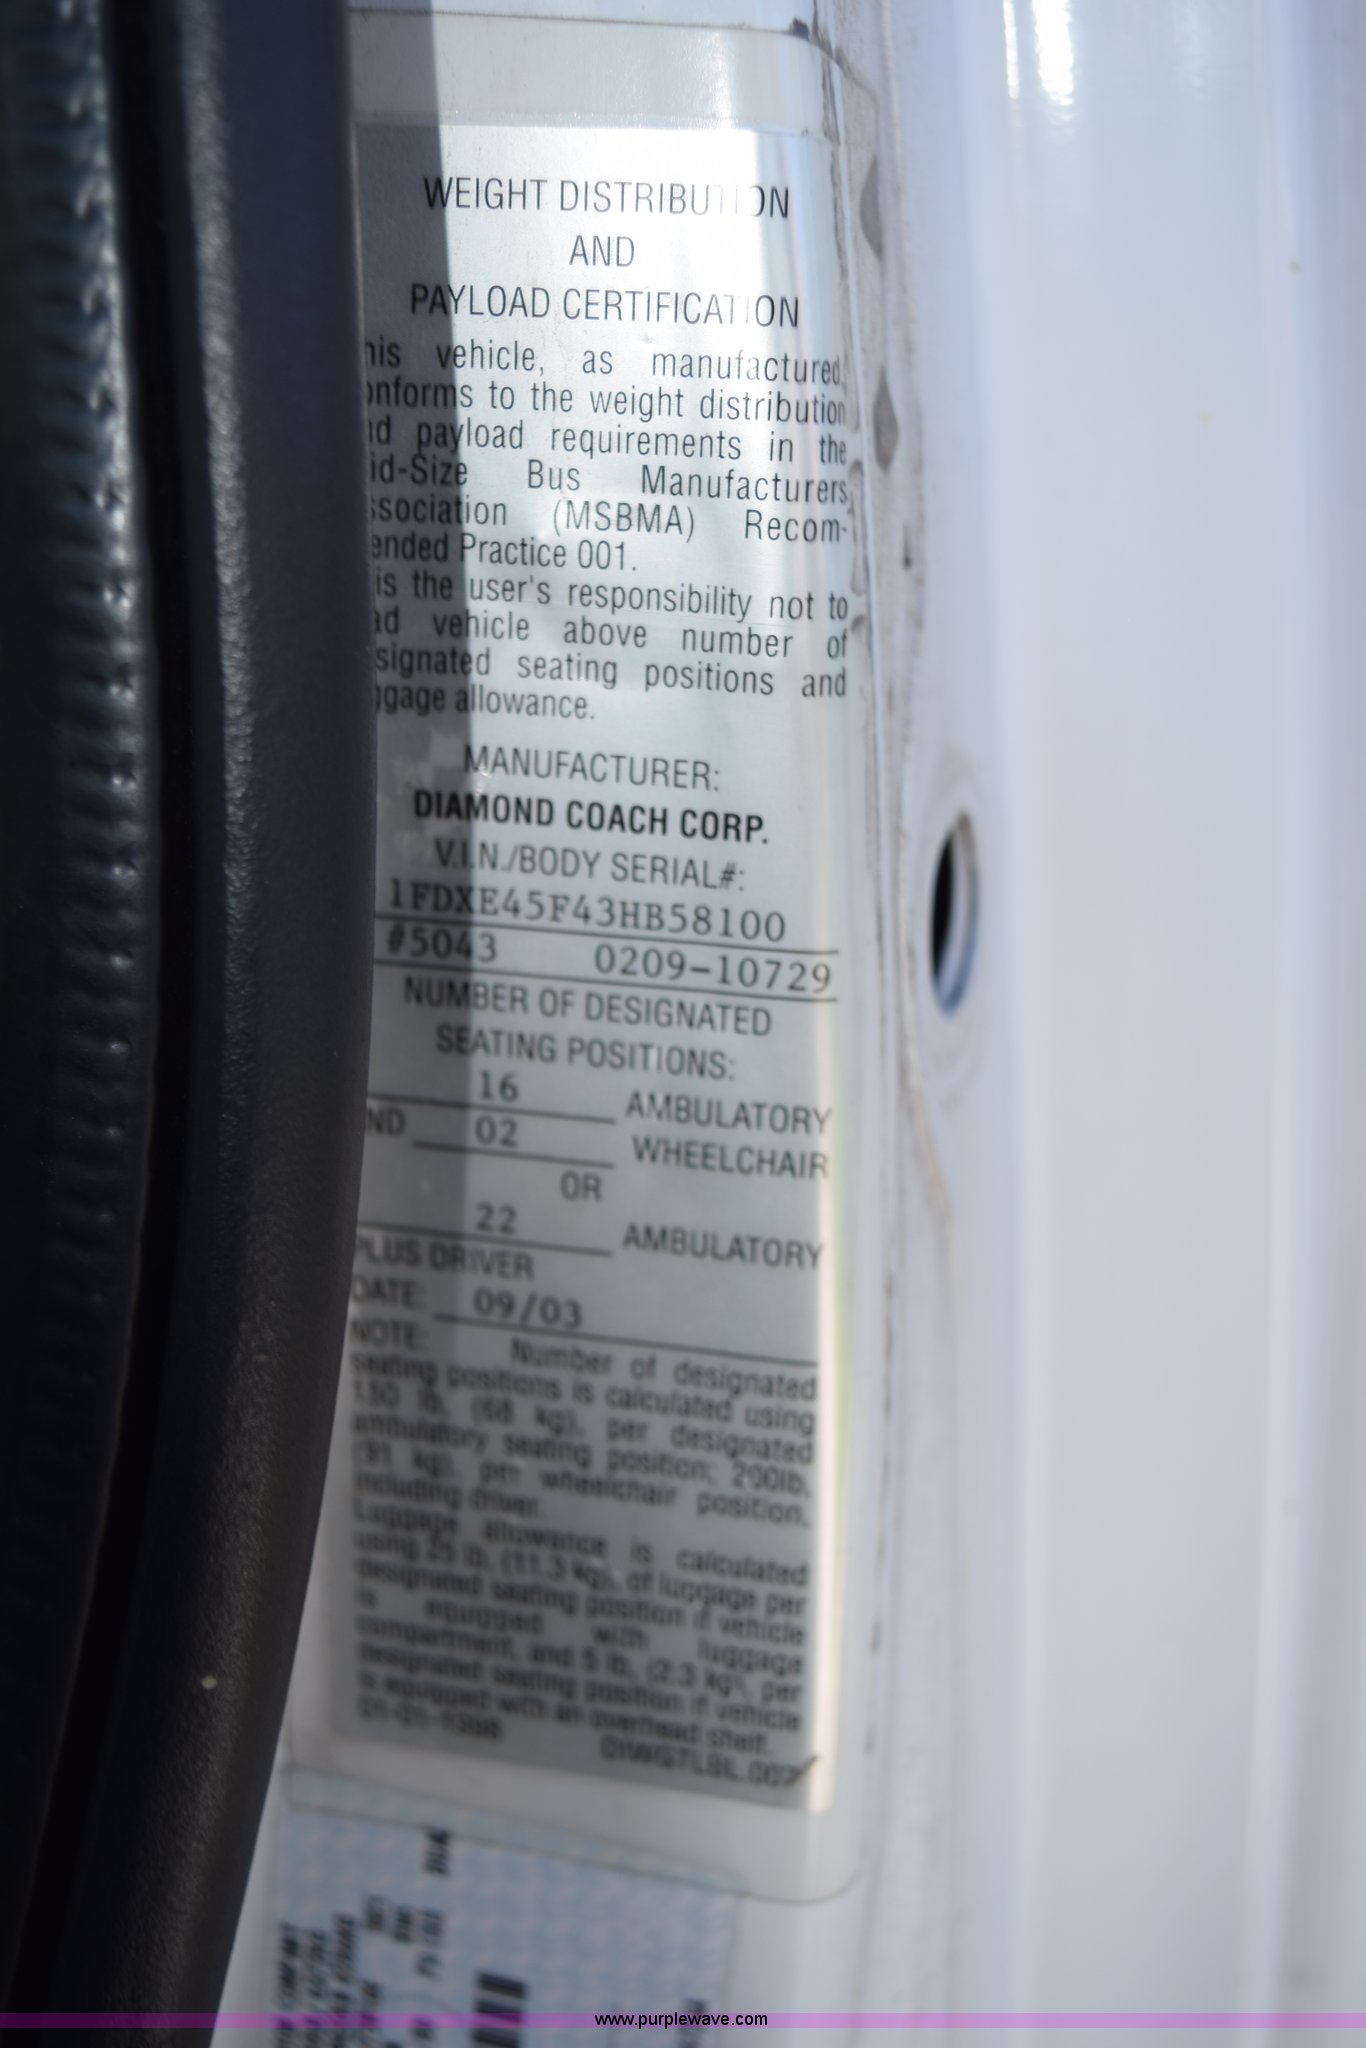 WEIGHT DISTRIBUTION
AND
PAYLOAD CERTIFICATION
his vehicle, as manufactured,
onforms to the weight distribution
nd payload requirements in the
id-Size Bus Manufacturers
ssociation (MSBMA) Recom-
ended Practice 001.
is the user's responsibility not to
ad vehicle above number of
signated seating positions and
ggage allowance.
MANUFACTURER:
DIAMOND COACH CORP.
V.I.N./BODY SERIAL#:
1FDXE45F43HB58100
#5043 0209-10729
NUMBER OF DESIGNATED
SEATING POSITIONS:
16 AMBULATORY
ND 02 WHEELCHAIR
OR
22 AMBULATORY
PLUS DRIVER
DATE: 09/03
NOTE: Number of designated
seating positions is calculated using
150 lb. (68 kg), per designated
ambulatory seating position; 200lb.
(91 kg), per wheelchair position,
including driver.
Luggage allowance is calculated
using 25 lb. (11.3 kg), of luggage per
designated seating position if vehicle
is equipped with luggage
compartment, and 5 lb. (2.3 kg), per
designated seating position if vehicle
is equipped with an overhead shelf.
www.purplewave.com